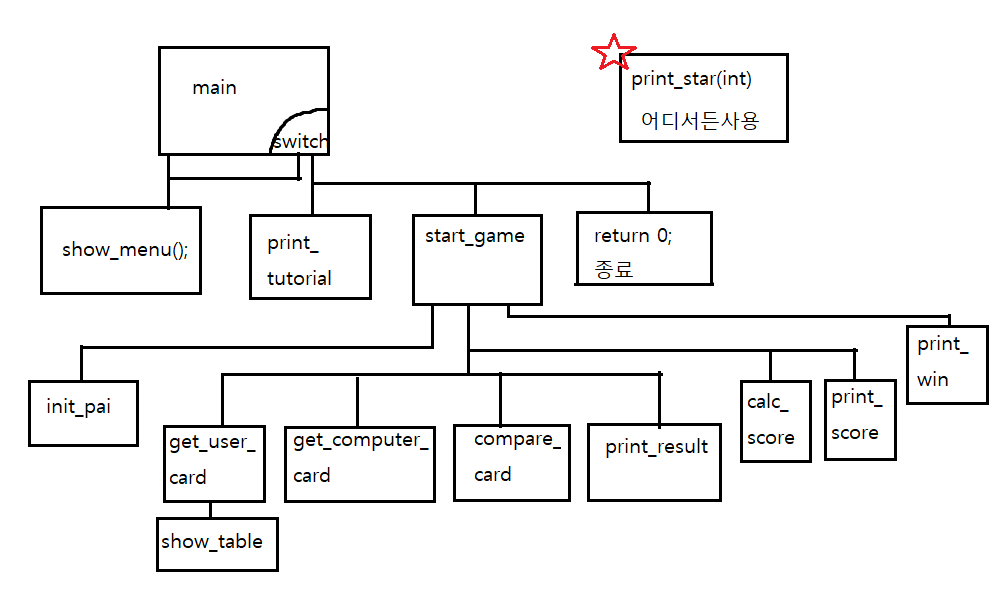 main
switch
print_star(int)
어디서든사용
show_menu();
print_
tutorial
start_game
return 0;
종료
init_pai
get_user_
card
show_table
get_computer_
card
compare_
card
print_result
calc_
score
print_
score
print_
win